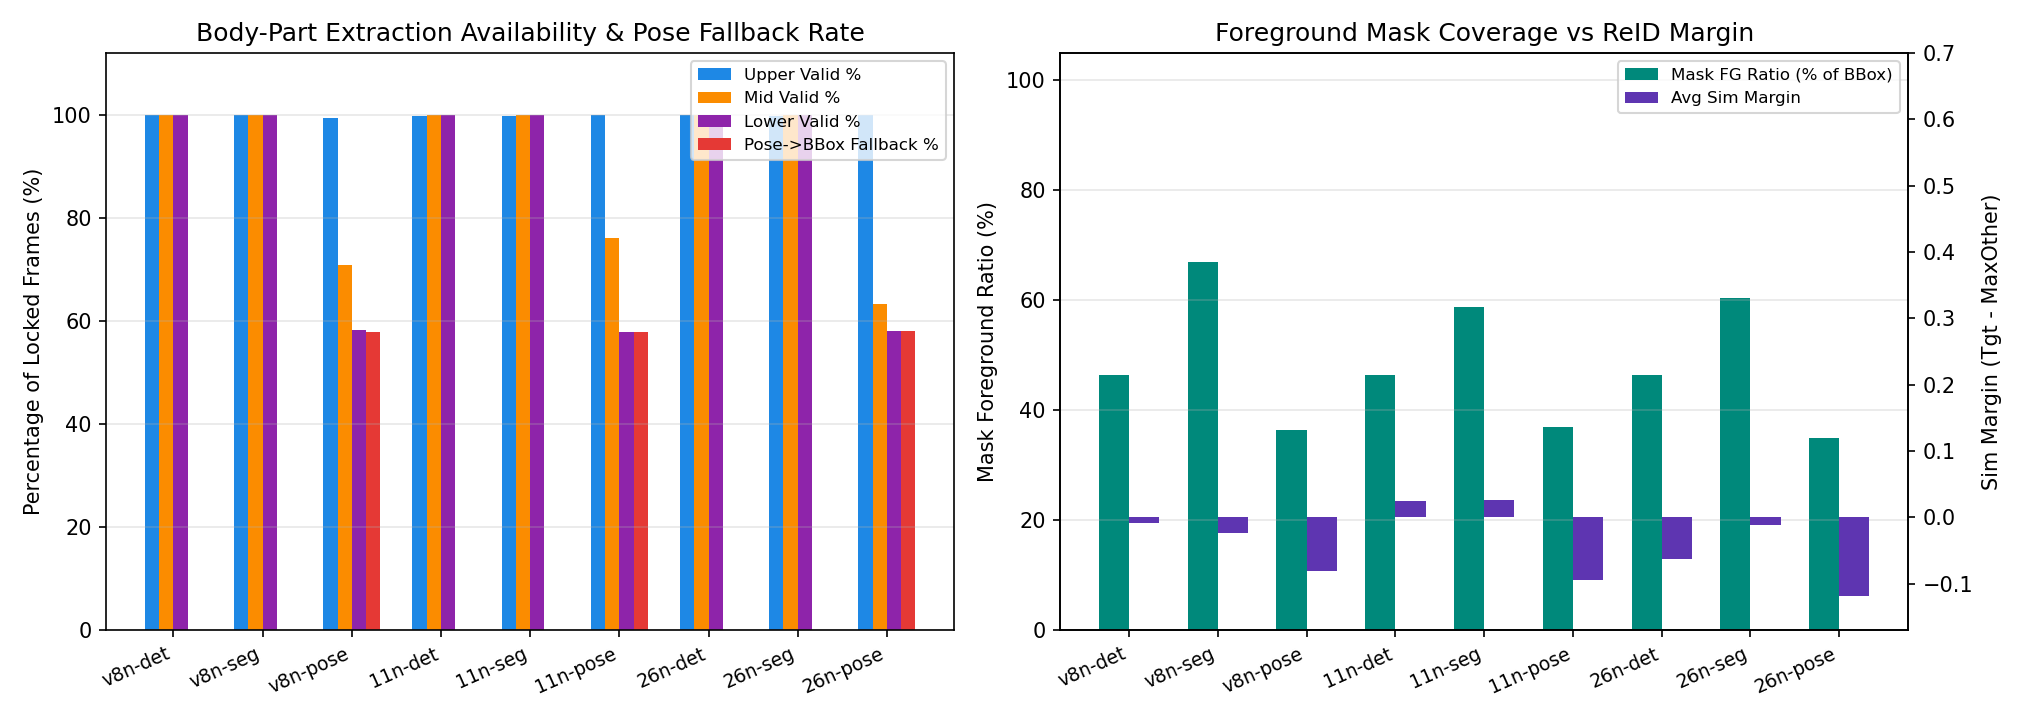 Body-Part Extraction Availability & Pose Fallback Rate
Percentage of Locked Frames (%)
100
80
60
40
20
0
Upper Valid %
Mid Valid %
Lower Valid %
Pose->BBox Fallback %
v8n-det
v8n-seg
v8n-pose
11n-det
11n-seg
11n-pose
26n-det
26n-seg
26n-pose
Foreground Mask Coverage vs ReID Margin
Mask Foreground Ratio (%)
100
80
60
40
20
0
Mask FG Ratio (% of BBox)
Avg Sim Margin
0.7
0.6
0.5
0.4
0.3
0.2
0.1
0.0
−0.1
Sim Margin (Tgt - MaxOther)
v8n-det
v8n-seg
v8n-pose
11n-det
11n-seg
11n-pose
26n-det
26n-seg
26n-pose